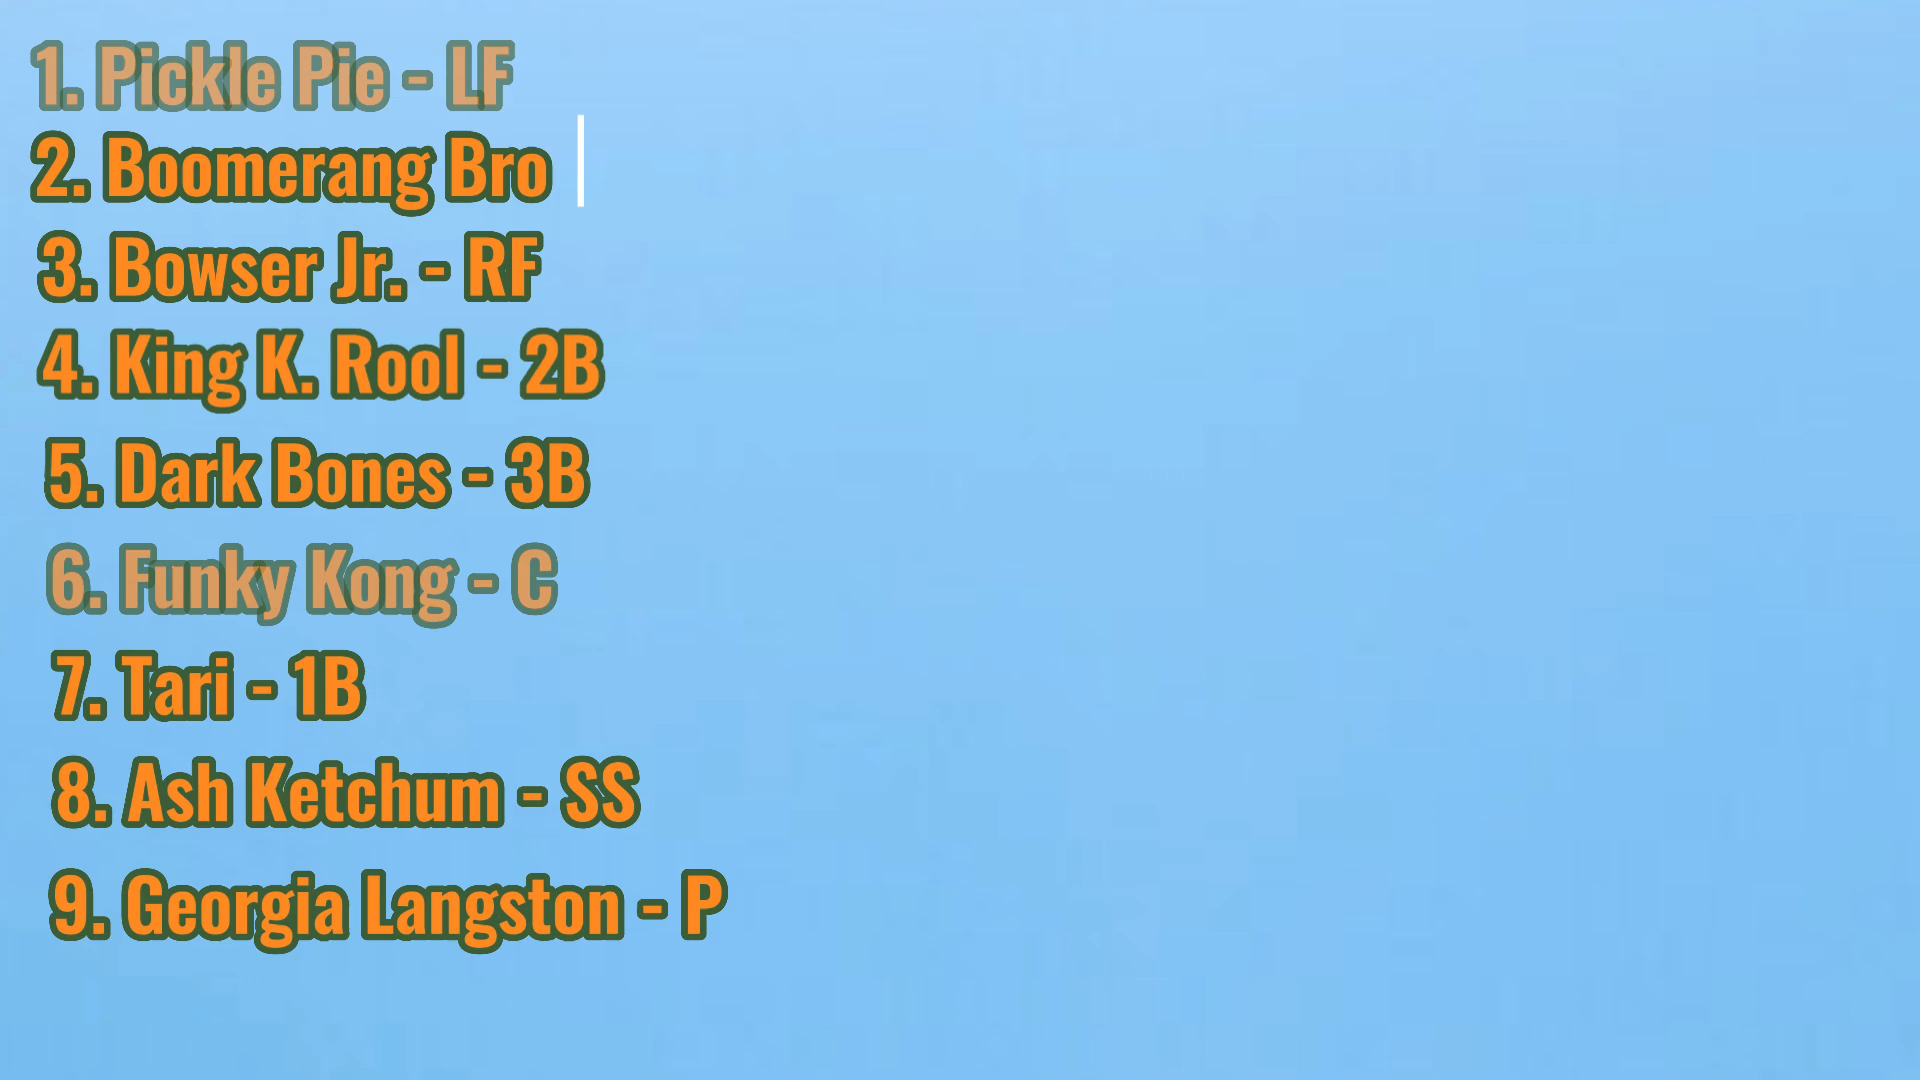 1. Pickle Pie - LF
2. Boomerang Bro
3. Bowser Jr. - RF
4. King K. Rool - 2B
5. Dark Bones - 3B
6. Funky Kong - C
7. Tari - 1B
8. Ash Ketchum - SS
9. Georgia Langston - P